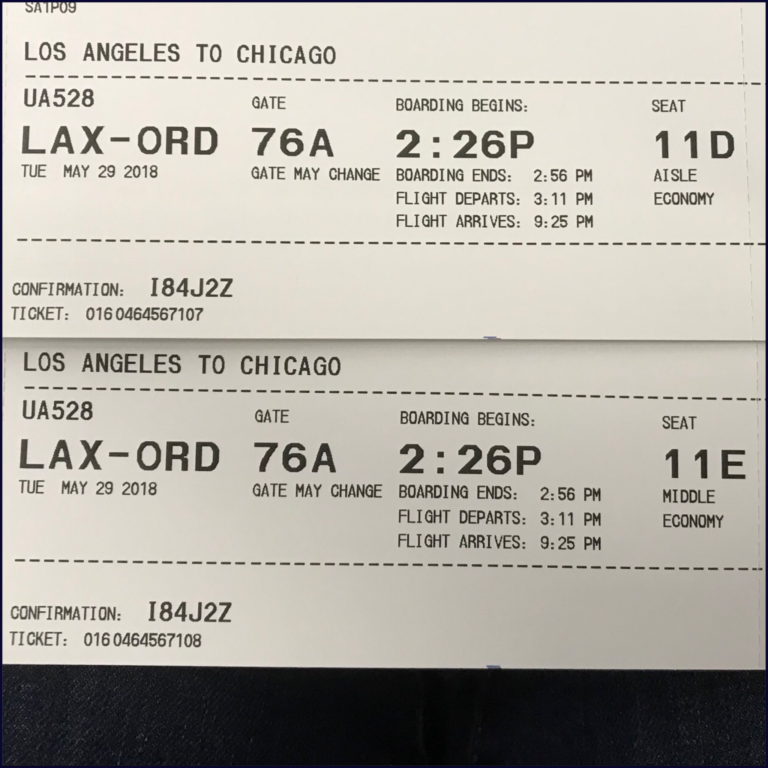 SA1P09
LOS ANGELES TO CHICAGO
UA528 GATE BOARDING BEGINS: SEAT
LAX-ORD 76A 2:26P 11D
TUE MAY 29 2018 GATE MAY CHANGE BOARDING ENDS: 2:56 PM AISLE
FLIGHT DEPARTS: 3:11 PM ECONOMY
FLIGHT ARRIVES: 9:25 PM
CONFIRMATION: I84J2Z
TICKET: 0160464567107
LOS ANGELES TO CHICAGO
UA528 GATE BOARDING BEGINS: SEAT
LAX-ORD 76A 2:26P 11E
TUE MAY 29 2018 GATE MAY CHANGE BOARDING ENDS: 2:56 PM MIDDLE
FLIGHT DEPARTS: 3:11 PM ECONOMY
FLIGHT ARRIVES: 9:25 PM
CONFIRMATION: I84J2Z
TICKET: 0160464567108